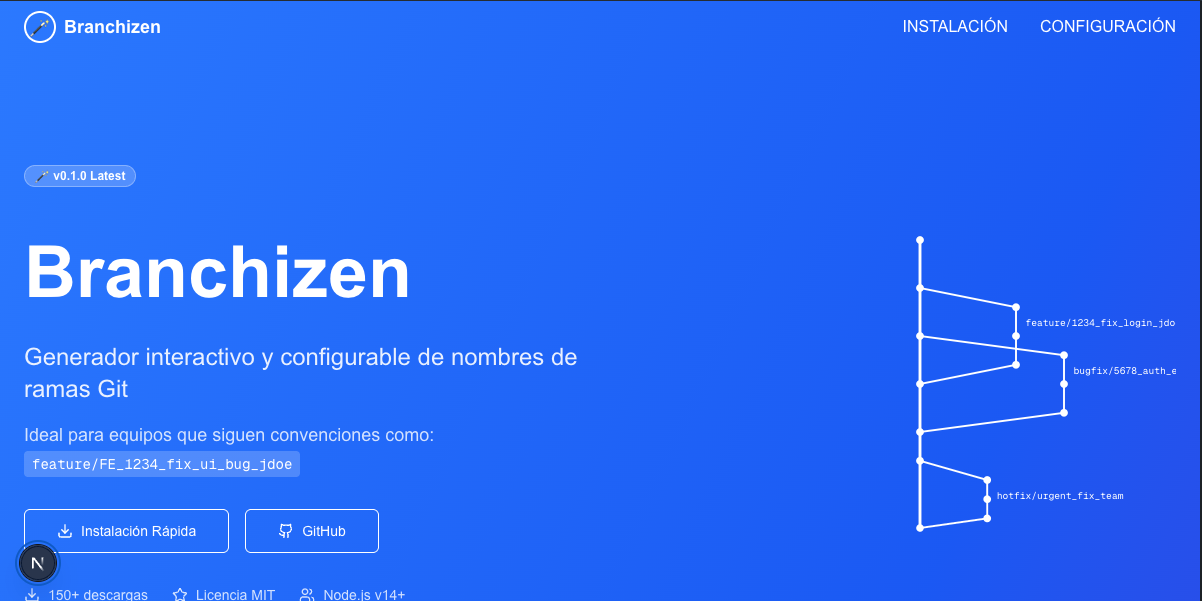 Branchizen
INSTALACIÓN
CONFIGURACIÓN
v0.1.0 Latest
Branchizen
Generador interactivo y configurable de nombres de
ramas Git
Ideal para equipos que siguen convenciones como:
feature/FE_1234_fix_ui_bug_jdoe
Instalación Rápida
GitHub
N
150+ descargas
Licencia MIT
Node.js v14+
feature/1234_fix_login_jdo
bugfix/5678_auth_e
hotfix/urgent_fix_team